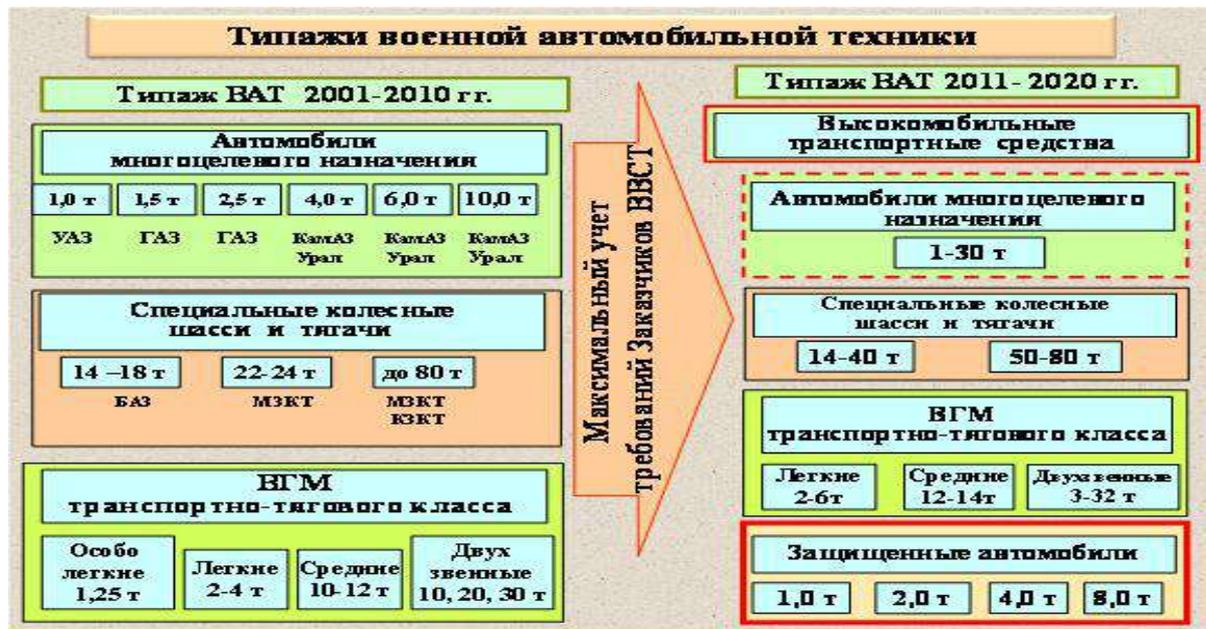 Типажи военной автомобильной техники
Типаж ВАТ 2001-2010 гг.
Автомобили
многоцелевого назначения
1,0 т 1,5 т 2,5 т 4,0 т 6,0 т 10,0 т
УАЗ ГАЗ ГАЗ КамАЗ КамАЗ КамАЗ
Урал Урал Урал
Специальные колесные
шасси и тягачи
14 –18 т 22-24 т до 80 т
БАЗ МЗКТ МЗКТ
КЗКТ
ВГМ
транспортно-тягового класса
Особо
легкие
1,25 т
Легкие
2-4 т
Средние
10-12 т
Двух
звенные
10, 20, 30 т
Максимальный учет
требований Заказчиков ВВСТ
Типаж ВАТ 2011- 2020 гг.
Высокомобильные
транспортные средства
Автомобили многоцелевого
назначения
1-30 т
Специальные колесные
шасси и тягачи
14-40 т 50-80 т
ВГМ
транспортно-тягового класса
Легкие
2-6т
Средние
12-14т
Двухзвенные
3-32 т
Защищенные автомобили
1,0 т 2,0 т 4,0 т 8,0 т